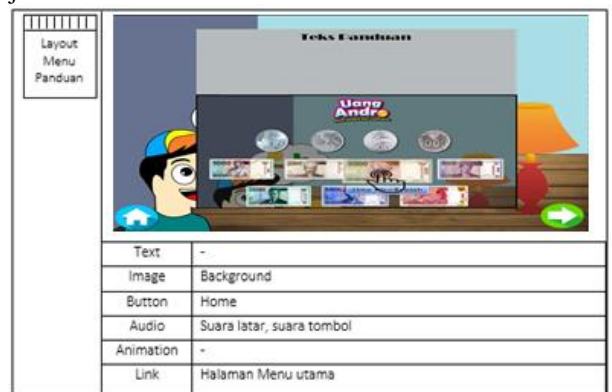 Layout
Menu
Panduan
Teks Panduan
Uang
Andro
Text -
Image Background
Button Home
Audio Suara latar, suara tombol
Animation -
Link Halaman Menu utama